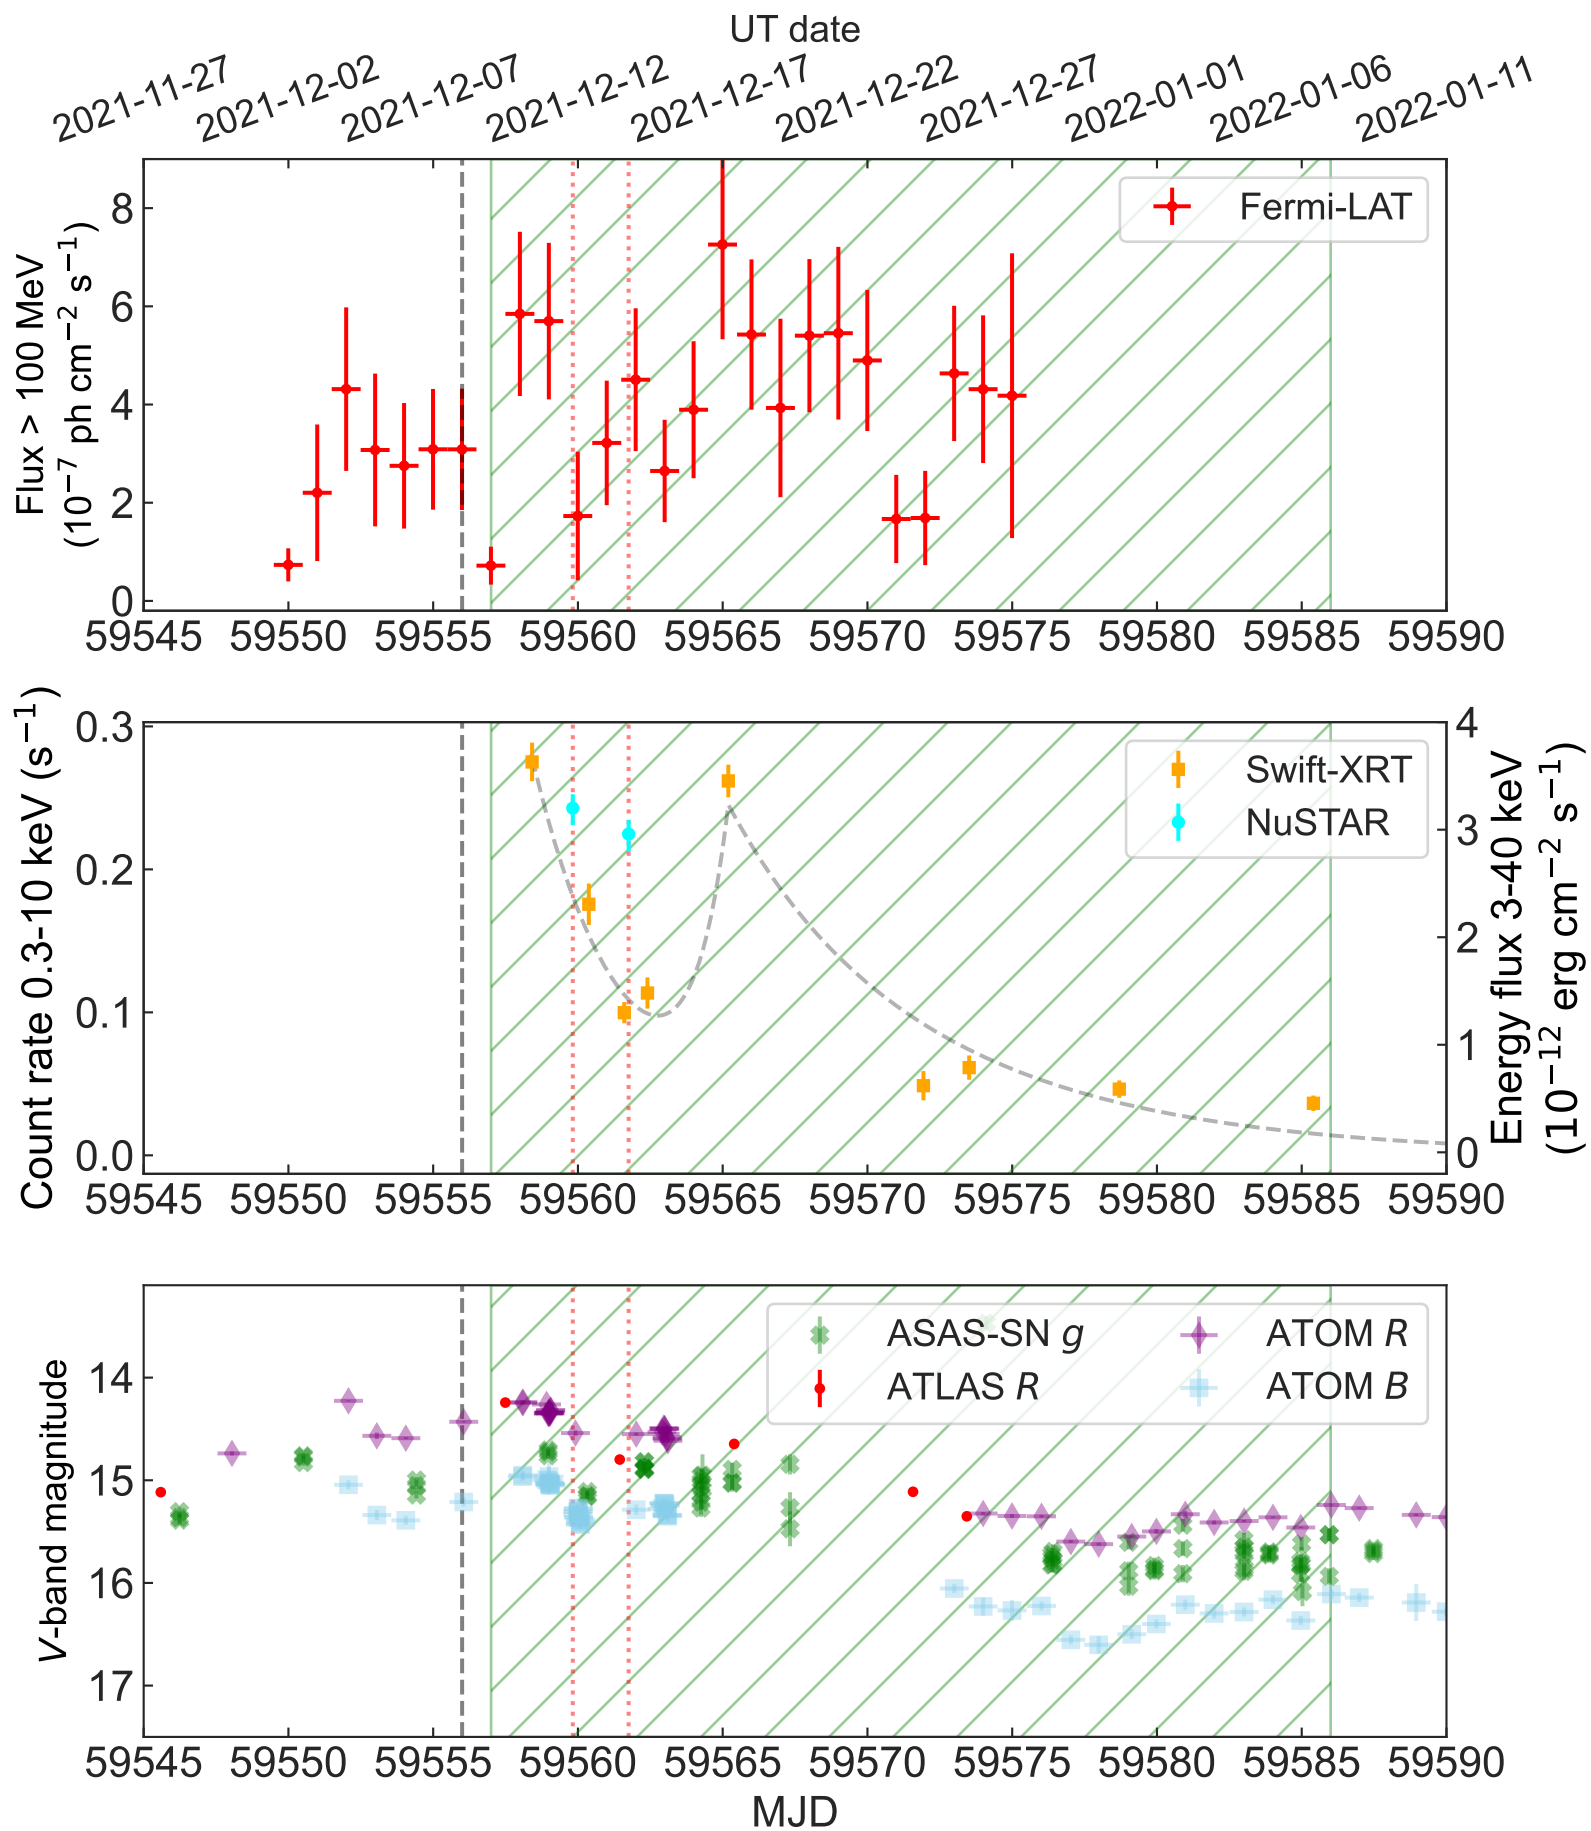 UT date
2021-11-27 2021-12-02 2021-12-07 2021-12-12 2021-12-17 2021-12-22 2021-12-27 2022-01-01 2022-01-06 2022-01-11
Flux > 100 MeV
(10⁻⁷ ph cm⁻² s⁻¹)
8
6
4
2
0
Fermi-LAT
59545 59550 59555 59560 59565 59570 59575 59580 59585 59590
Count rate 0.3-10 keV (s⁻¹)
0.3
0.2
0.1
0.0
Swift-XRT
NuSTAR
4
3
2
1
0
Energy flux 3-40 keV
(10⁻¹² erg cm⁻² s⁻¹)
59545 59550 59555 59560 59565 59570 59575 59580 59585 59590
V-band magnitude
14
15
16
17
ASAS-SN g
ATLAS R
ATOM R
ATOM B
59545 59550 59555 59560 59565 59570 59575 59580 59585 59590
MJD